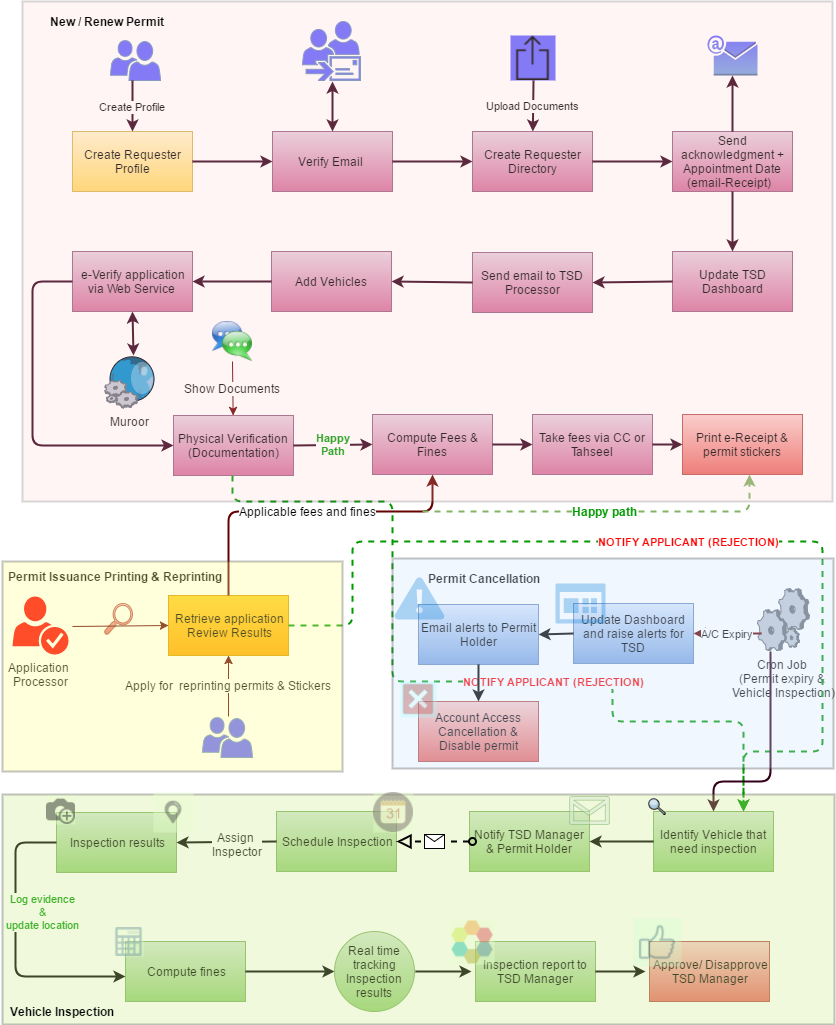 New / Renew Permit
Create Profile
Upload Documents
@
Create Requester
Profile
Verify Email
Create Requester
Directory
Send
acknowledgment +
Appointment Date
(email-Receipt)
e-Verify application
via Web Service
Add Vehicles
Send email to TSD
Processor
Update TSD
Dashboard
Muroor
Show Documents
Physical Verification
(Documentation)
Happy
Path
Compute Fees &
Fines
Take fees via CC or
Tahseel
Print e-Receipt &
permit stickers
Applicable fees and fines
Happy path
NOTIFY APPLICANT (REJECTION)
Permit Issuance Printing & Reprinting
Application
Processor
Retrieve application
Review Results
Apply for reprinting permits & Stickers
Permit Cancellation
Email alerts to Permit
Holder
Update Dashboard
and raise alerts for
TSD
A/C Expiry
Cron Job
(Permit expiry &
Vehicle Inspection)
NOTIFY APPLICANT (REJECTION)
Account Access
Cancellation &
Disable permit
Inspection results
Assign
Inspector
31
Schedule Inspection
Notify TSD Manager
& Permit Holder
Identify Vehicle that
need inspection
Log evidence
&
update location
Compute fines
Real time
tracking
Inspection
results
Inspection report to
TSD Manager
Approve/ Disapprove
TSD Manager
Vehicle Inspection